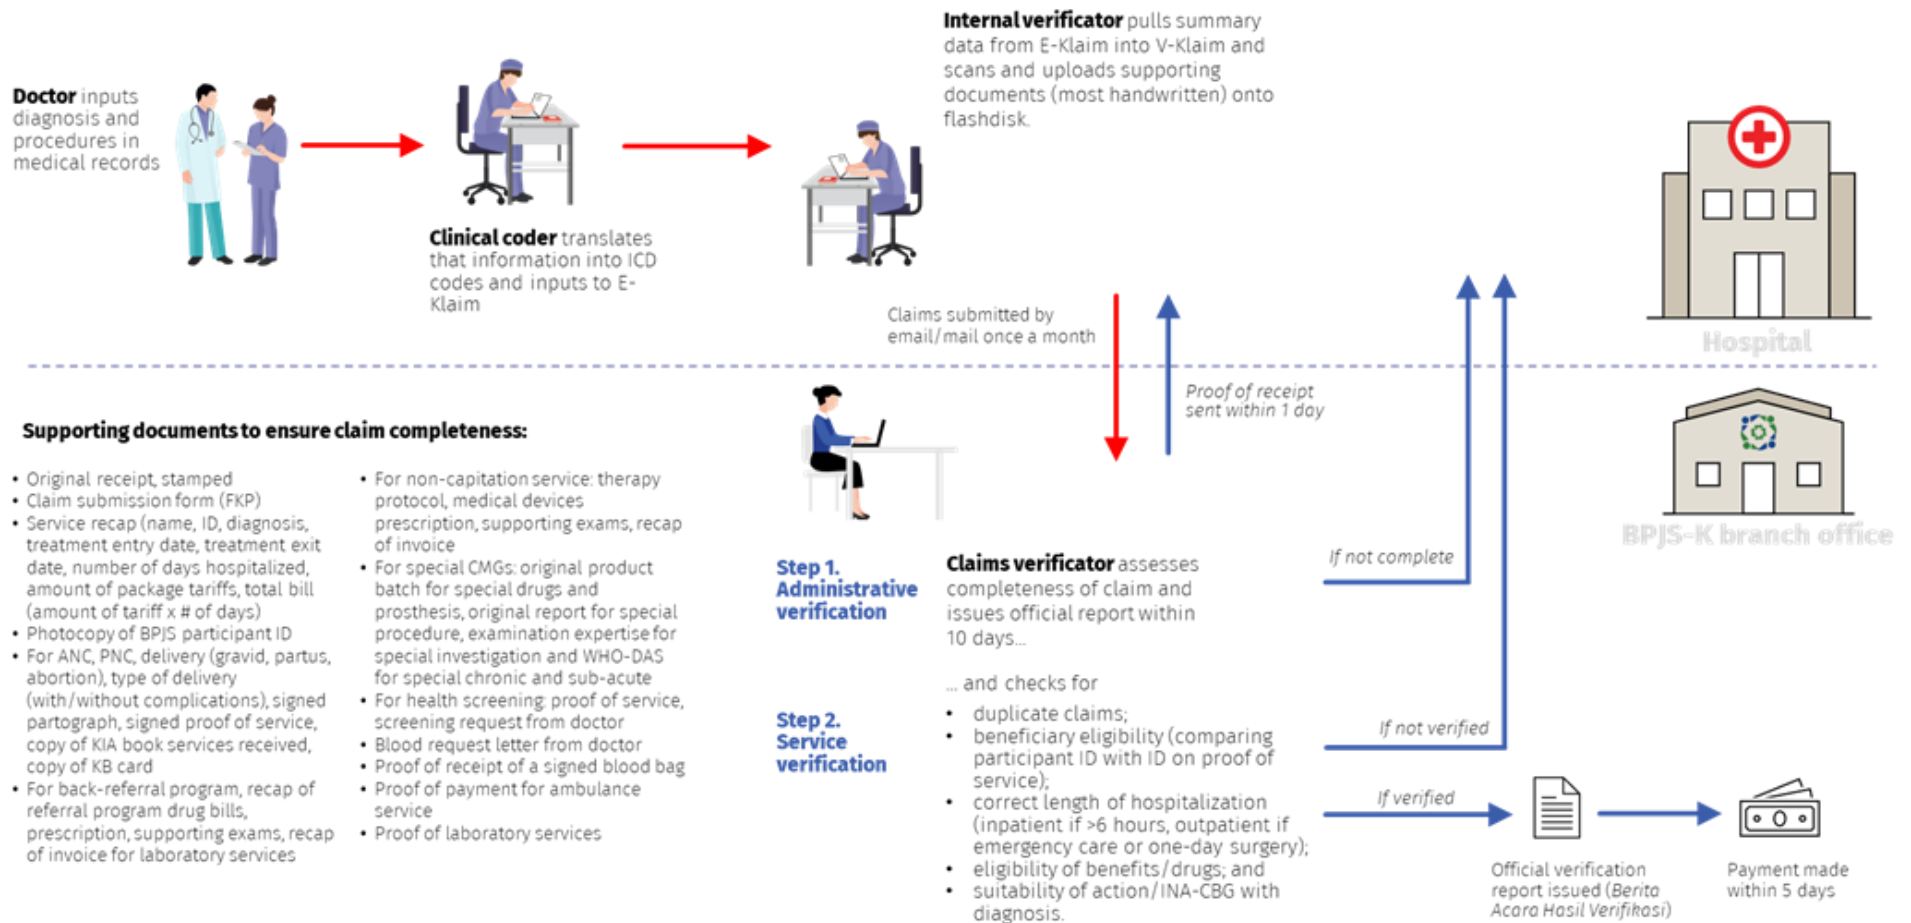 Doctor inputs
diagnosis and
procedures in
medical records
Clinical coder translates
that information into ICD
codes and inputs to E-
Klaim
Internal verificator pulls summary
data from E-Klaim into V-Klaim and
scans and uploads supporting
documents (most handwritten) onto
flashdisk.
Claims submitted by
email/mail once a month
Hospital
Proof of receipt
sent within 1 day
BPJS-K branch office
Supporting documents to ensure claim completeness:
• Original receipt, stamped
• Claim submission form (FKP)
• Service recap (name, ID, diagnosis,
treatment entry date, treatment exit
date, number of days hospitalized,
amount of package tariffs, total bill
(amount of tariff x # of days)
• Photocopy of BPJS participant ID
• For ANC, PNC, delivery (gravid, partus,
abortion), type of delivery
(with/without complications), signed
partograph, signed proof of service,
copy of KIA book services received,
copy of KB card
• For back-referral program, recap of
referral program drug bills,
prescription, supporting exams, recap
of invoice for laboratory services
• For non-capitation service: therapy
protocol, medical devices
prescription, supporting exams, recap
of invoice
• For special CMGs: original product
batch for special drugs and
prosthesis, original report for special
procedure, examination expertise for
special investigation and WHO-DAS
for special chronic and sub-acute
• For health screening: proof of service,
screening request from doctor
• Blood request letter from doctor
• Proof of receipt of a signed blood bag
• Proof of payment for ambulance
service
• Proof of laboratory services
Step 1.
Administrative
verification
Claims verificator assesses
completeness of claim and
issues official report within
10 days...
If not complete
Step 2.
Service
verification
... and checks for
• duplicate claims;
• beneficiary eligibility (comparing
participant ID with ID on proof of
service);
• correct length of hospitalization
(inpatient if >6 hours, outpatient if
emergency care or one-day surgery);
• eligibility of benefits/drugs; and
• suitability of action/INA-CBG with
diagnosis.
If not verified
If verified
Official verification
report issued (Berita
Acara Hasil Verifikasi)
Payment made
within 5 days